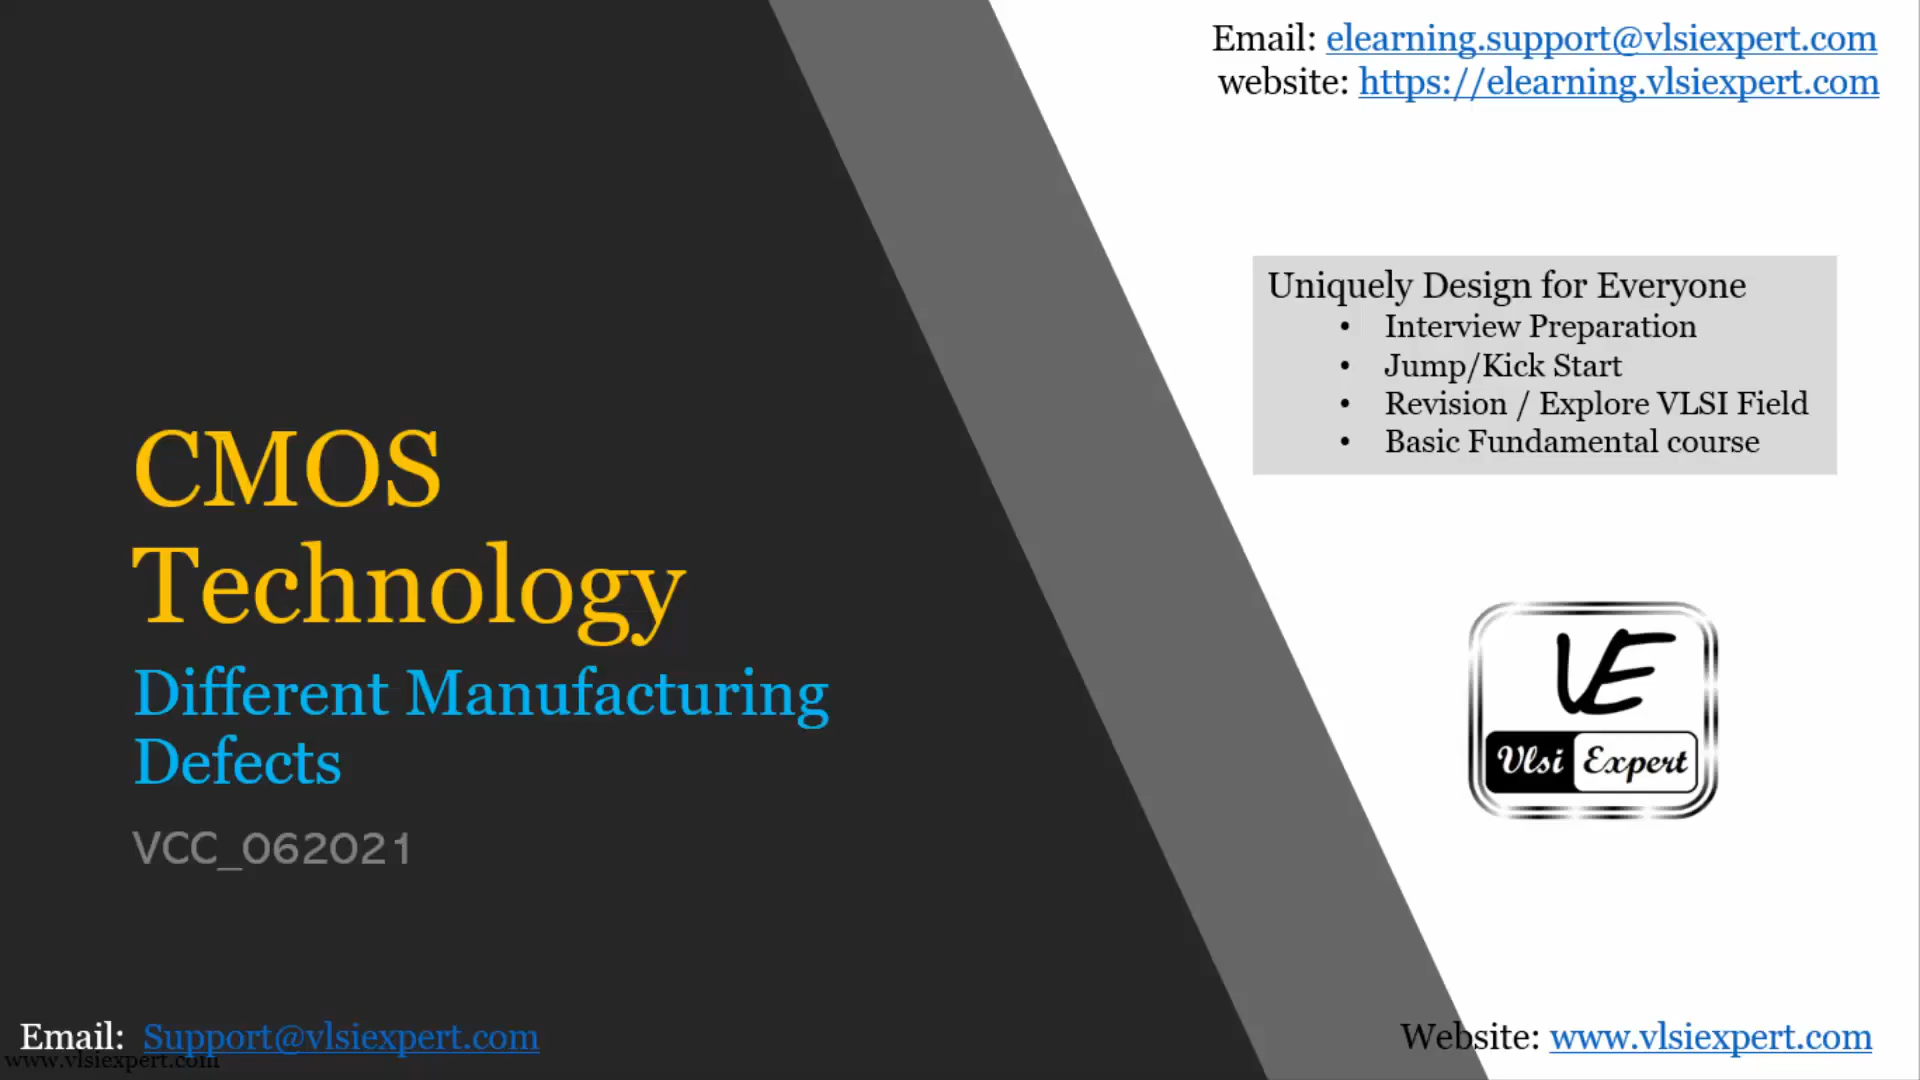 Email: elearning.support@vlsiexpert.com
website: https://elearning.vlsiexpert.com
Uniquely Design for Everyone
• Interview Preparation
• Jump/Kick Start
• Revision / Explore VLSI Field
• Basic Fundamental course
CMOS
Technology
Different Manufacturing
Defects
VCC_062021
VE
Vlsi Expert
Email: Support@vlsiexpert.com
www.vlsiexpert.com
Website: www.vlsiexpert.com